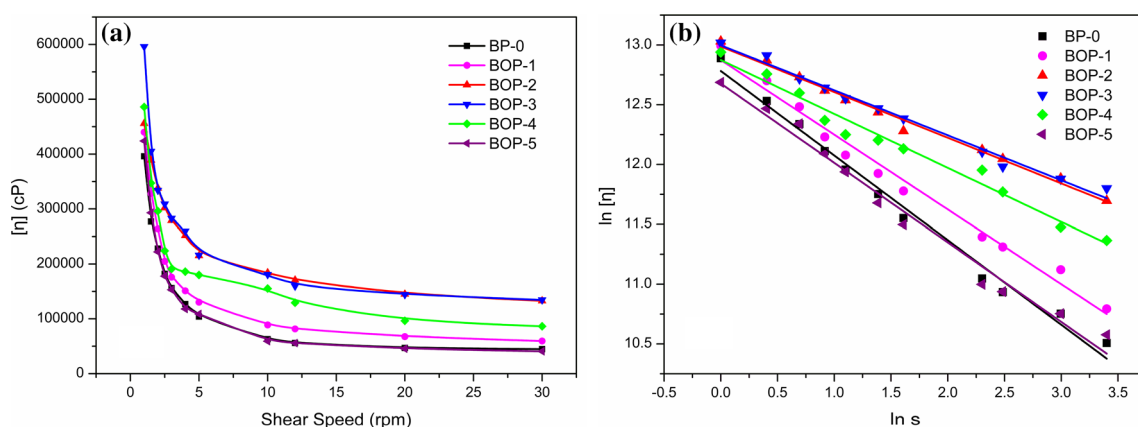 (a)
BP-0
BOP-1
BOP-2
BOP-3
BOP-4
BOP-5
600000
500000
400000
300000
200000
100000
0
[η] (cP)
0 5 10 15 20 25 30
Shear Speed (rpm)
(b)
BP-0
BOP-1
BOP-2
BOP-3
BOP-4
BOP-5
13.0
12.5
12.0
11.5
11.0
10.5
ln [η]
-0.5 0.0 0.5 1.0 1.5 2.0 2.5 3.0 3.5
ln s